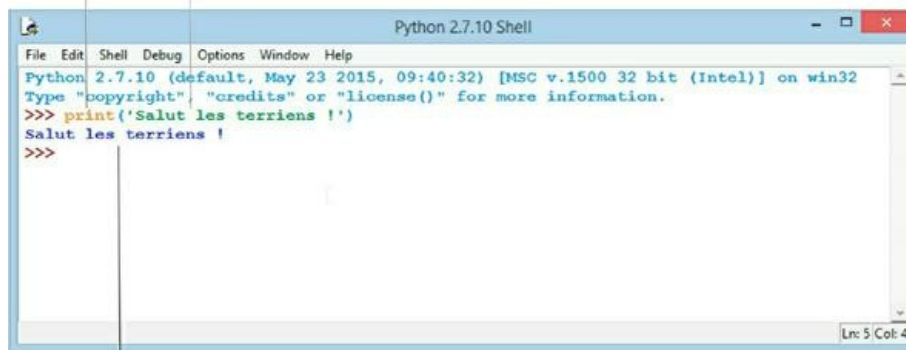 Python 2.7.10 Shell
File Edit Shell Debug Options Window Help
Python 2.7.10 (default, May 23 2015, 09:40:32) [MSC v.1500 32 bit (Intel)] on win32
Type "copyright", "credits" or "license()" for more information.
>>> print('Salut les terriens !')
Salut les terriens !
>>>
Ln: 5 Col: 4